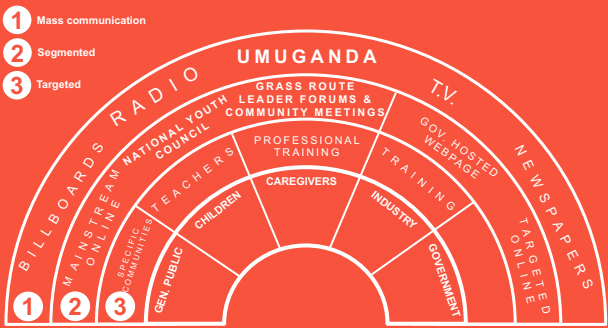 1 Mass communication
2 Segmented
3 Targeted
BILLBOARDS
RADIO
UMUGANDA
T.V.
NEWSPAPERS
MAINSTREAM
ONLINE
NATIONAL YOUTH
COUNCIL
GRASS ROUTE
LEADER FORUMS &
COMMUNITY MEETINGS
GOV. HOSTED
WEBPAGE
TARGETED
ONLINE
SPECIFIC
COMMUNITIES
TEACHERS
PROFESSIONAL
TRAINING
TRAINING
GEN. PUBLIC
CHILDREN
CAREGIVERS
INDUSTRY
GOVERNMENT
1
2
3